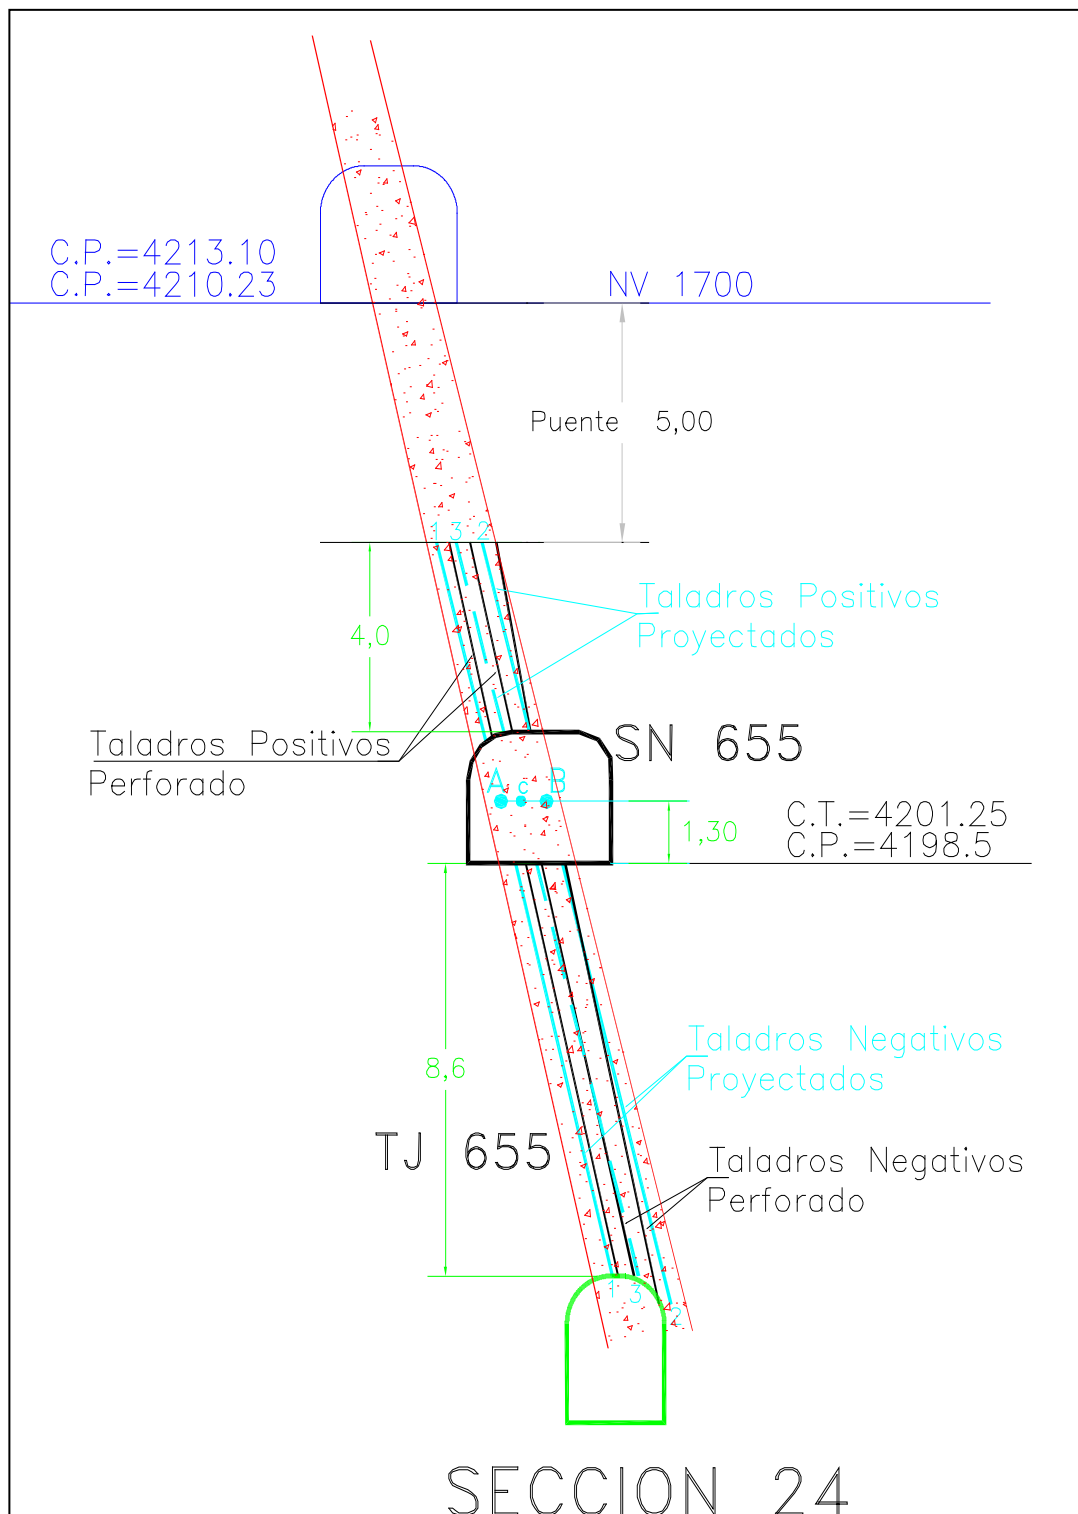 C.P.=4213.10
C.P.=4210.23
NV 1700
Puente 5,00
1 3 2
Taladros Positivos
Proyectados
4,0
Taladros Positivos
Perforado
SN 655
A c B
1,30
C.T.=4201.25
C.P.=4198.5
8,6
Taladros Negativos
Proyectados
TJ 655
Taladros Negativos
Perforado
1 3 2
SECCION 24